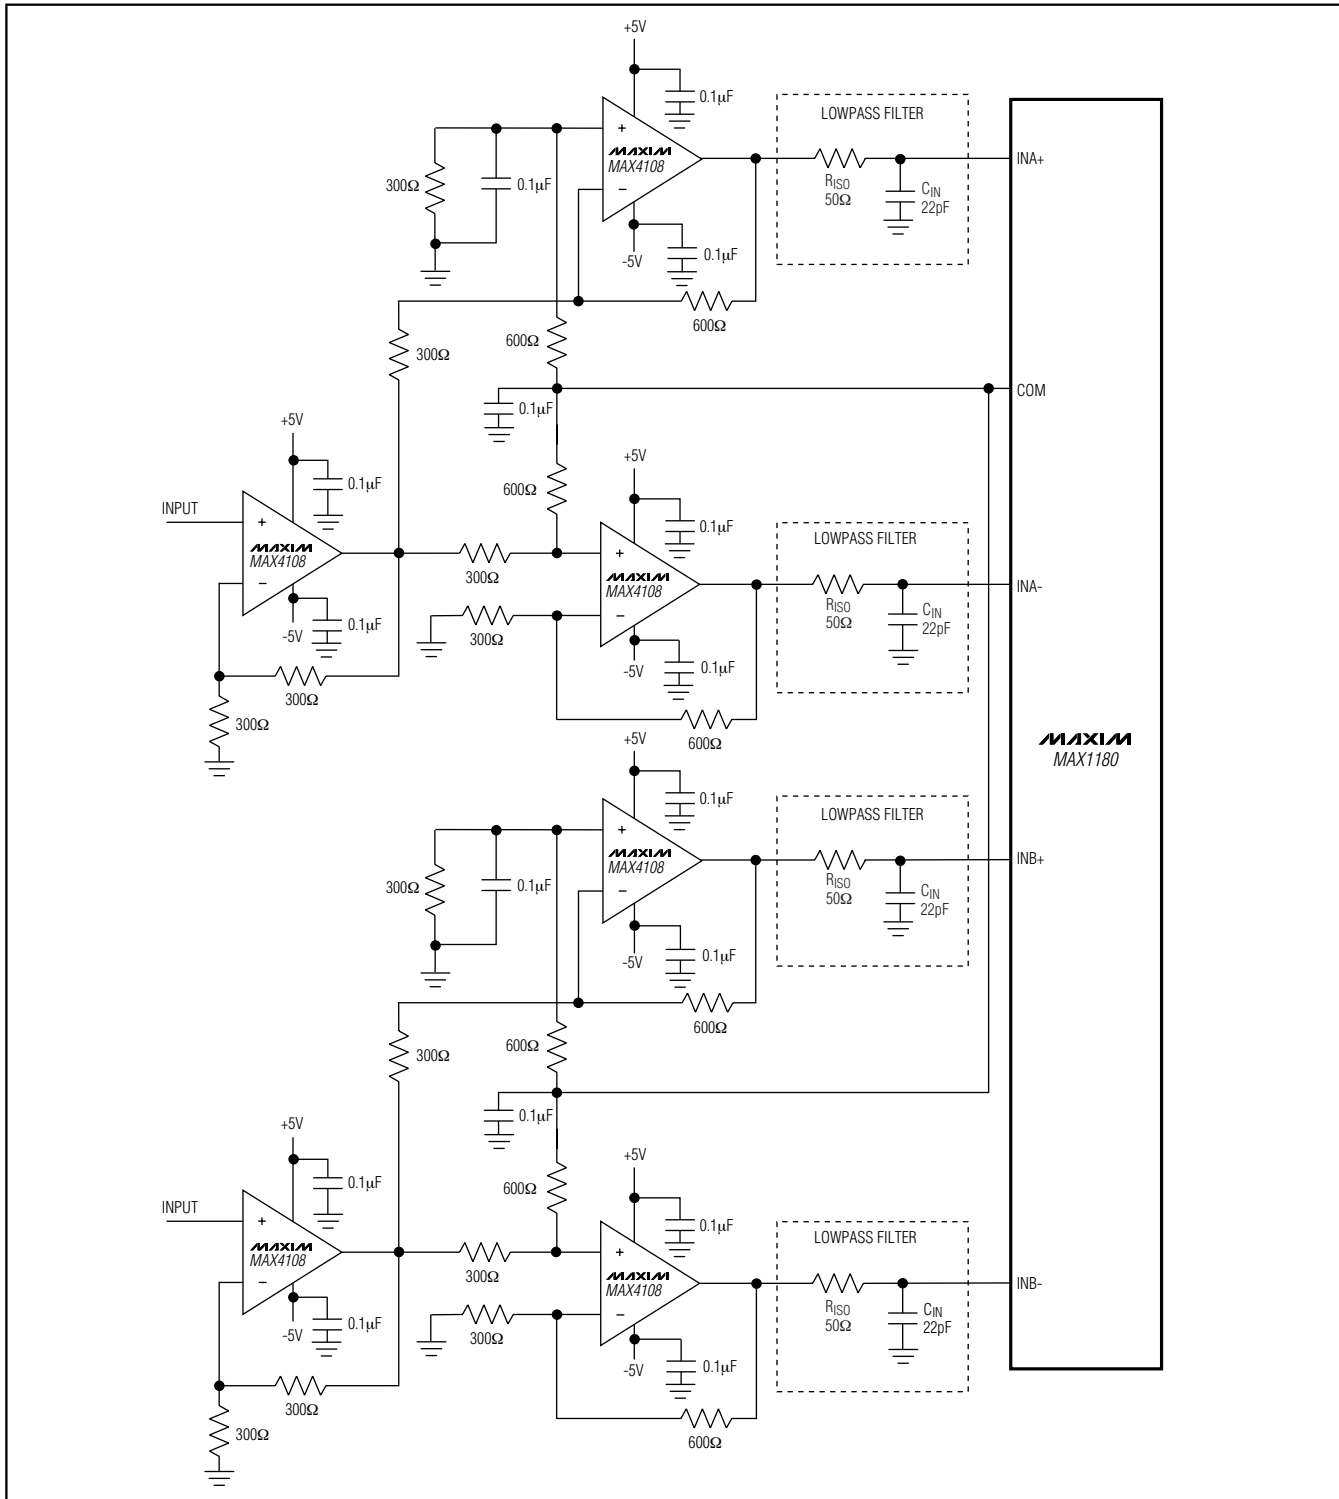 +5V
0.1µF
LOWPASS FILTER
+
MAXIM
MAX4108
INA+
300Ω
0.1µF
−
RISO
50Ω
CIN
22pF
-5V
0.1µF
600Ω
300Ω
600Ω
COM
0.1µF
+5V
+5V
0.1µF
600Ω
0.1µF
INPUT
LOWPASS FILTER
+
MAXIM
MAX4108
−
300Ω
+
MAXIM
MAX4108
−
INA-
RISO
50Ω
CIN
22pF
-5V
0.1µF
300Ω
-5V
0.1µF
300Ω
300Ω
600Ω
MAXIM
MAX1180
+5V
0.1µF
LOWPASS FILTER
+
MAXIM
MAX4108
INB+
300Ω
0.1µF
−
RISO
50Ω
CIN
22pF
-5V
0.1µF
600Ω
300Ω
600Ω
0.1µF
+5V
+5V
0.1µF
600Ω
0.1µF
INPUT
LOWPASS FILTER
+
MAXIM
MAX4108
−
300Ω
+
MAXIM
MAX4108
−
INB-
RISO
50Ω
CIN
22pF
-5V
0.1µF
300Ω
-5V
0.1µF
300Ω
300Ω
600Ω